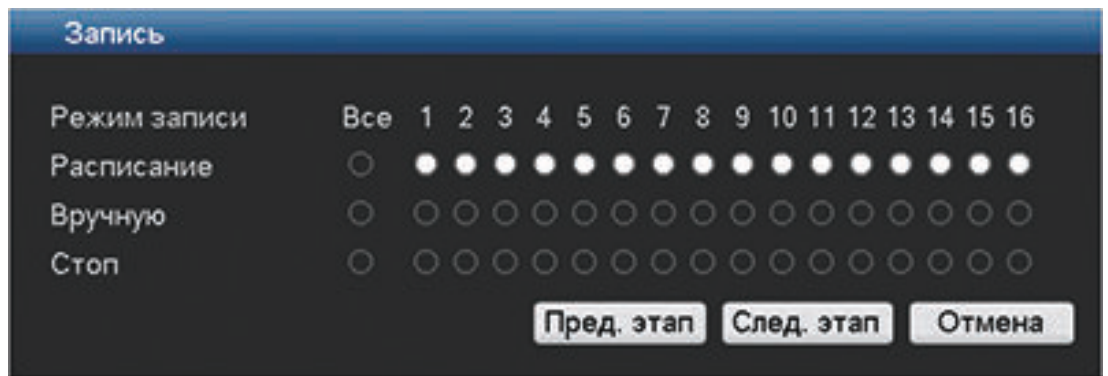 Запись
Режим записи Все 1 2 3 4 5 6 7 8 9 10 11 12 13 14 15 16
Расписание
Вручную
Стоп
Пред. этап След. этап Отмена